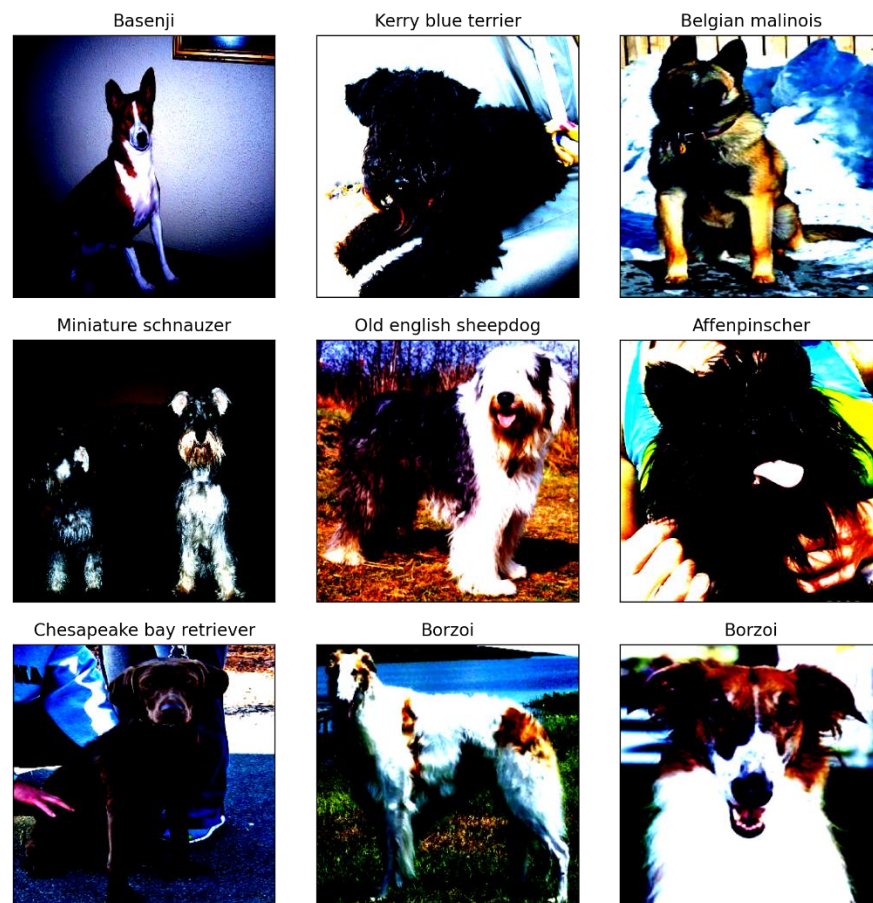 Basenji
Kerry blue terrier
Belgian malinois
Miniature schnauzer
Old english sheepdog
Affenpinscher
Chesapeake bay retriever
Borzoi
Borzoi